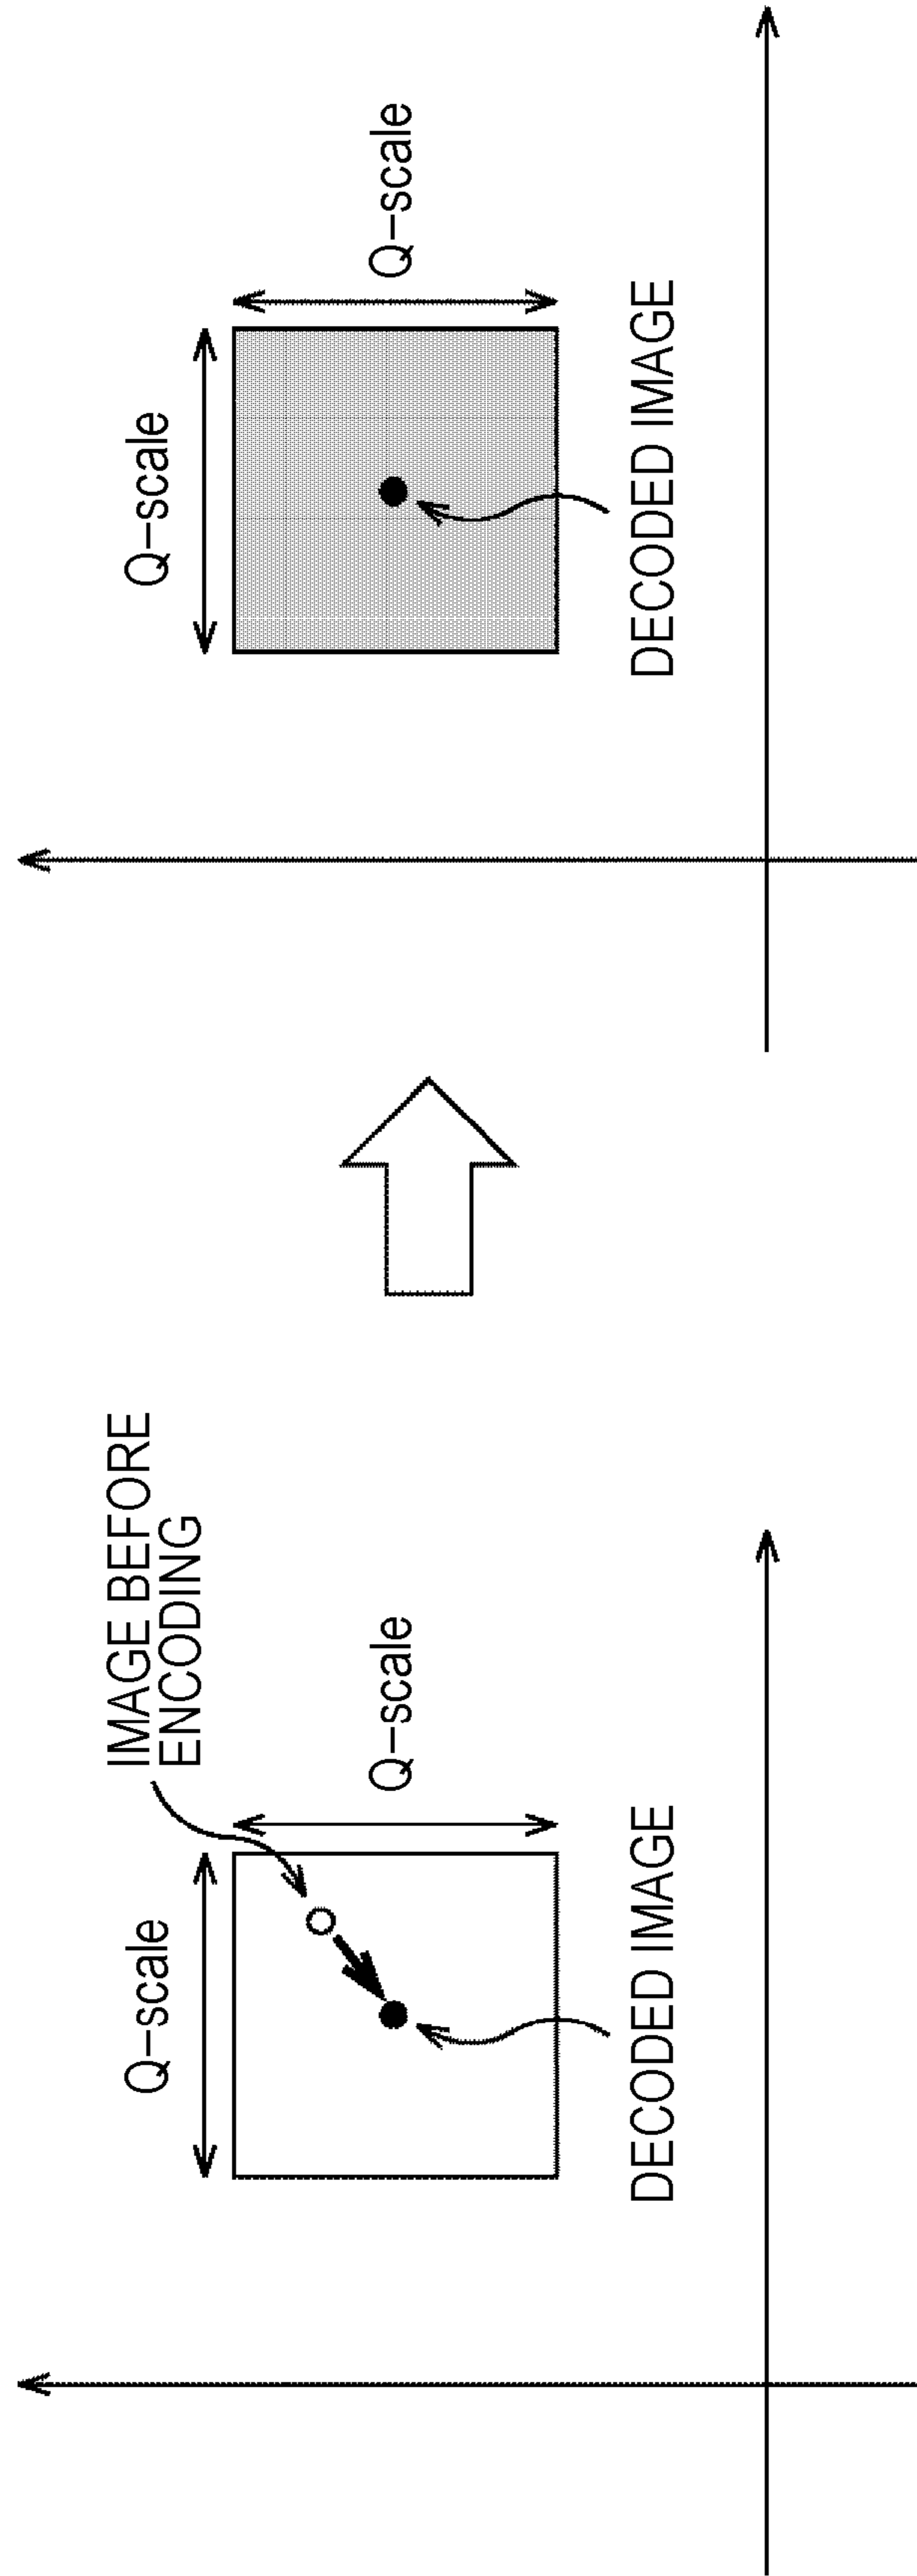 IMAGE BEFORE
ENCODING
Q-scale
Q-scale
DECODED IMAGE
Q-scale
Q-scale
DECODED IMAGE